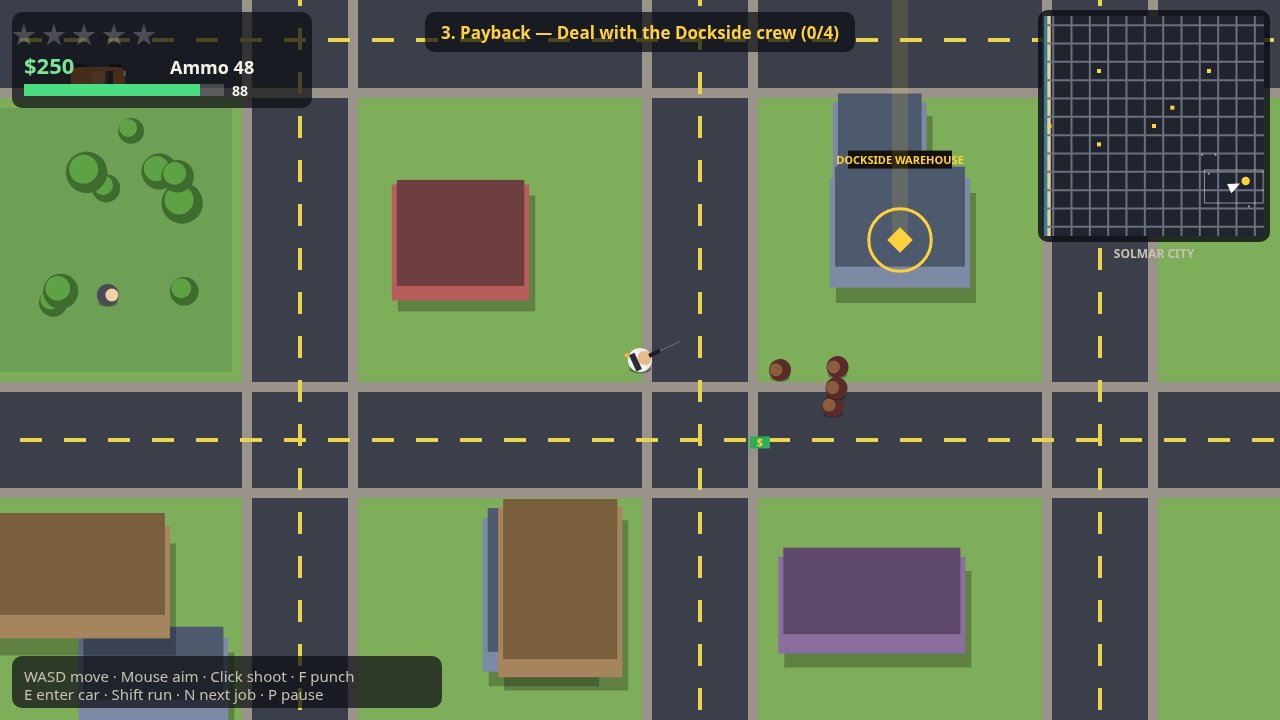 3. Payback — Deal with the Dockside crew (0/4)
$250
Ammo 48
88
DOCKSIDE WAREHOUSE
SOLMAR CITY
$
WASD move · Mouse aim · Click shoot · F punch
E enter car · Shift run · N next job · P pause